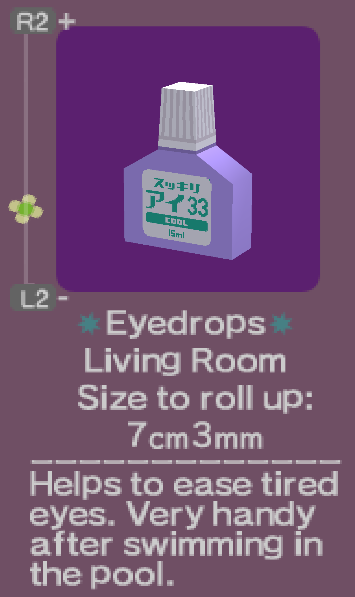 R2 +
スッキリ
アイ33
COOL
15ml
L2 -
Eyedrops
Living Room
Size to roll up:
7cm3mm
Helps to ease tired
eyes. Very handy
after swimming in
the pool.